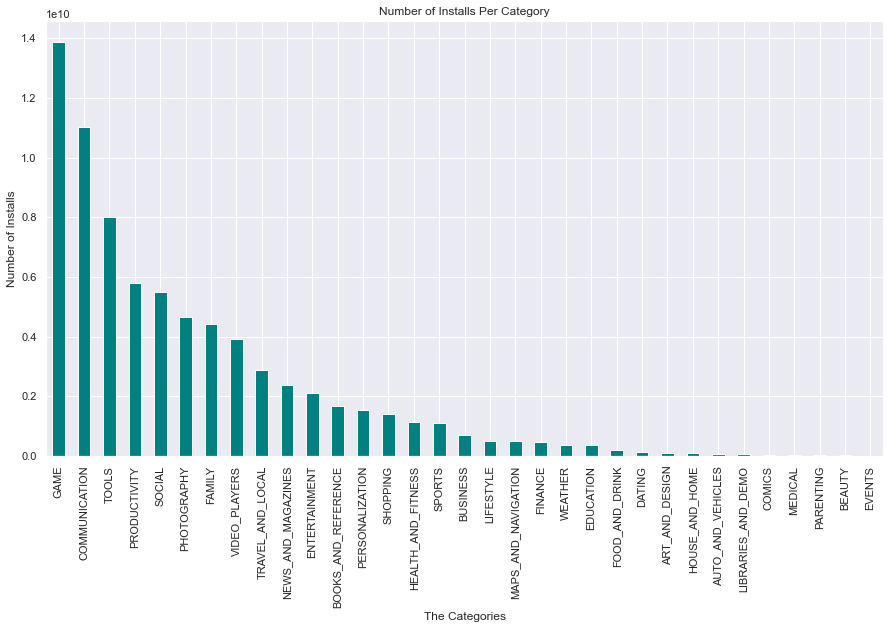 Number of Installs Per Category
1e10
1.4
1.2
1.0
0.8
0.6
0.4
0.2
0.0
Number of Installs
GAME
COMMUNICATION
TOOLS
PRODUCTIVITY
SOCIAL
PHOTOGRAPHY
FAMILY
VIDEO_PLAYERS
TRAVEL_AND_LOCAL
NEWS_AND_MAGAZINES
ENTERTAINMENT
BOOKS_AND_REFERENCE
PERSONALIZATION
SHOPPING
HEALTH_AND_FITNESS
SPORTS
BUSINESS
LIFESTYLE
MAPS_AND_NAVIGATION
FINANCE
WEATHER
EDUCATION
FOOD_AND_DRINK
DATING
ART_AND_DESIGN
HOUSE_AND_HOME
AUTO_AND_VEHICLES
LIBRARIES_AND_DEMO
COMICS
MEDICAL
PARENTING
BEAUTY
EVENTS
The Categories